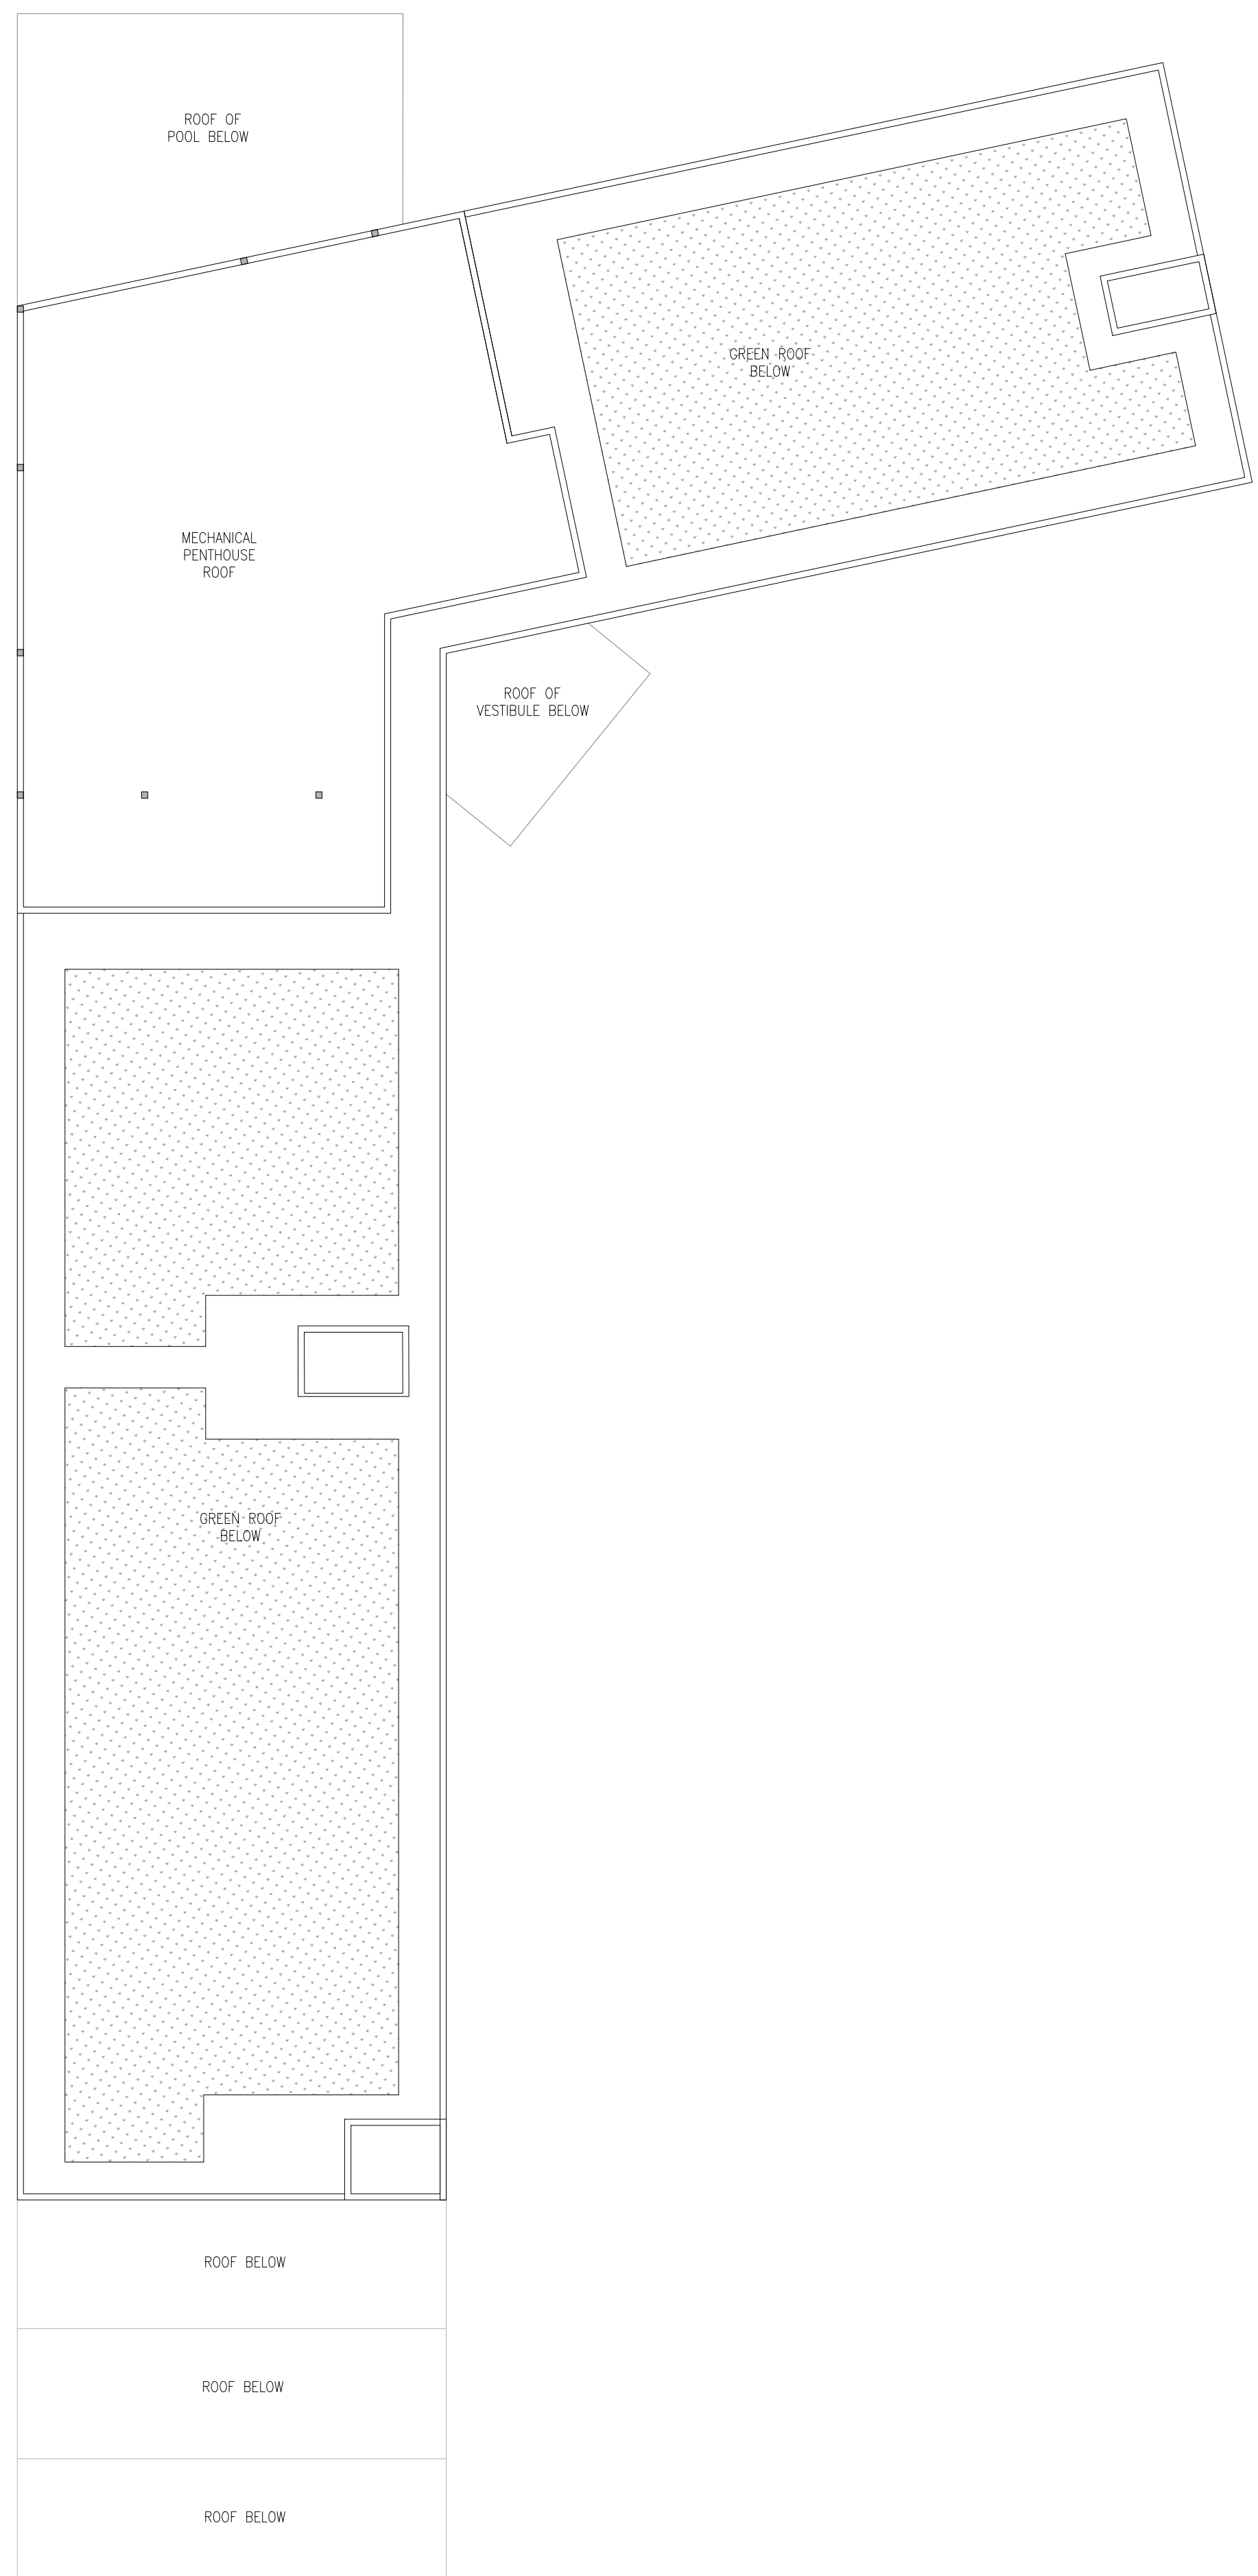 ROOF OF
POOL BELOW
GREEN ROOF
BELOW
MECHANICAL
PENTHOUSE
ROOF
ROOF OF
VESTIBULE BELOW
GREEN ROOF
BELOW
ROOF BELOW
ROOF BELOW
ROOF BELOW